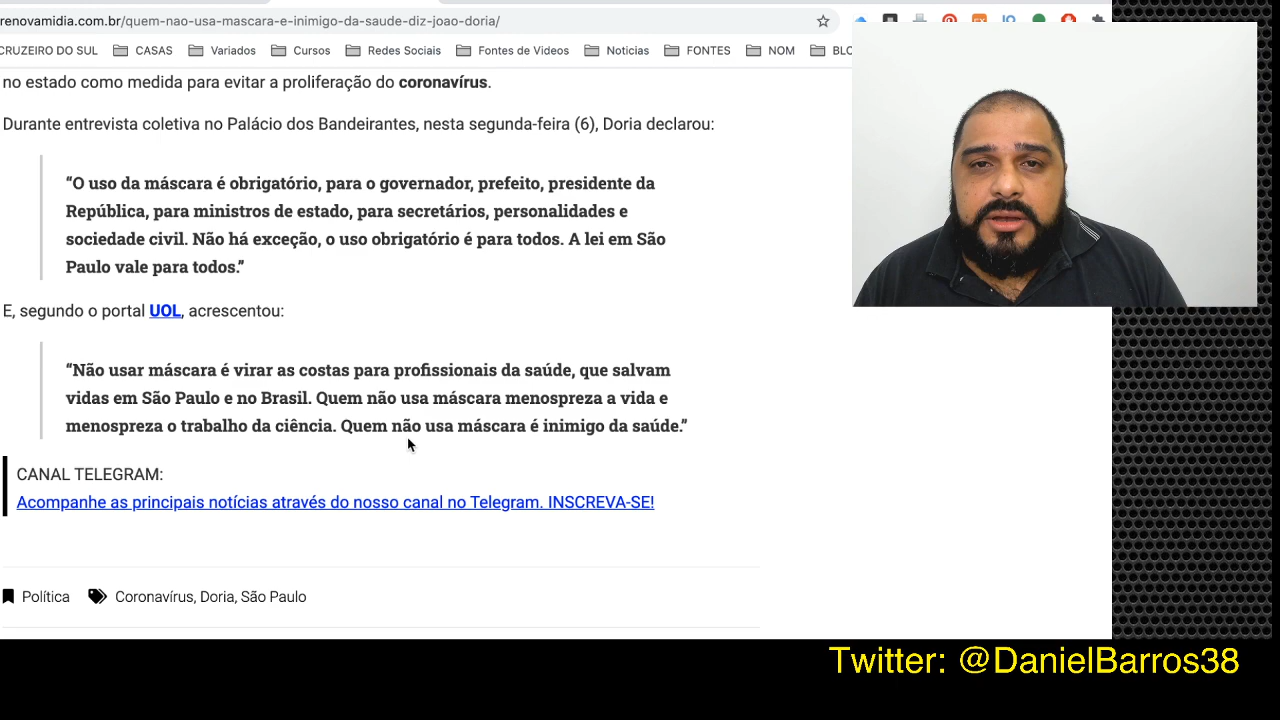 renovamidia.com.br/quem-nao-usa-mascara-e-inimigo-da-saude-diz-joao-doria/
CRUZEIRO DO SUL CASAS Variados Cursos Redes Sociais Fontes de Videos Noticias FONTES NOM BLO
no estado como medida para evitar a proliferação do coronavírus.
Durante entrevista coletiva no Palácio dos Bandeirantes, nesta segunda-feira (6), Doria declarou:
“O uso da máscara é obrigatório, para o governador, prefeito, presidente da
República, para ministros de estado, para secretários, personalidades e
sociedade civil. Não há exceção, o uso obrigatório é para todos. A lei em São
Paulo vale para todos.”
E, segundo o portal UOL, acrescentou:
“Não usar máscara é virar as costas para profissionais da saúde, que salvam
vidas em São Paulo e no Brasil. Quem não usa máscara menospreza a vida e
menospreza o trabalho da ciência. Quem não usa máscara é inimigo da saúde.”
CANAL TELEGRAM:
Acompanhe as principais notícias através do nosso canal no Telegram. INSCREVA-SE!
Política Coronavírus, Doria, São Paulo
Twitter: @DanielBarros38